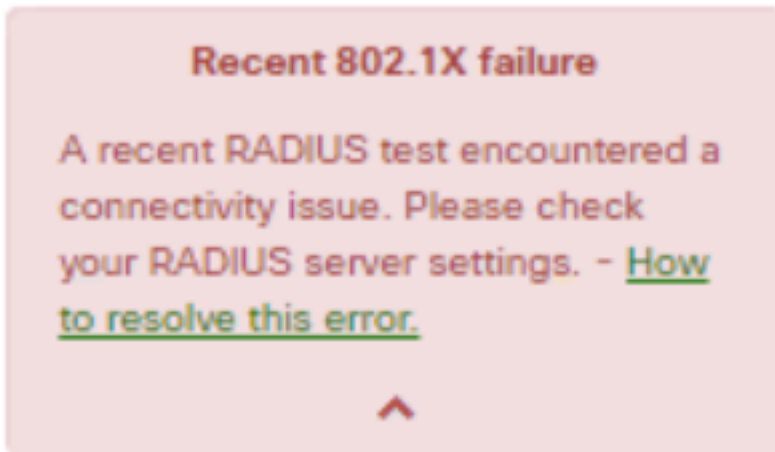 Recent 802.1X failure
A recent RADIUS test encountered a
connectivity issue. Please check
your RADIUS server settings. - How
to resolve this error.